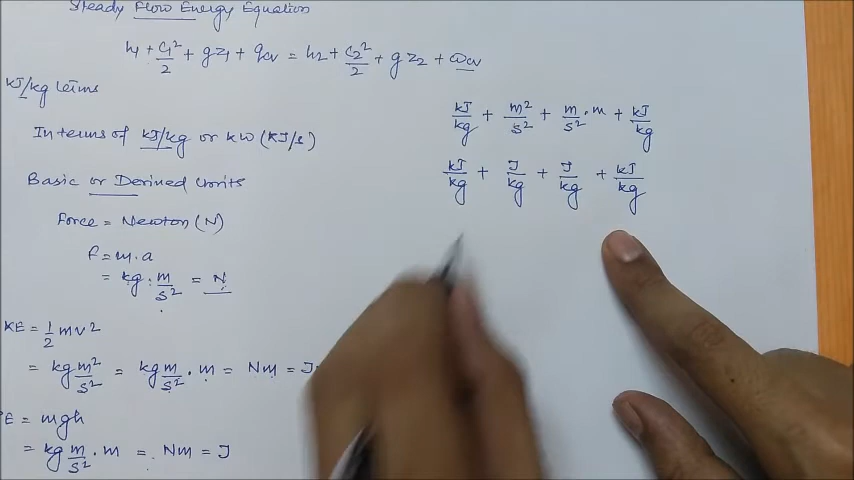 Steady Flow Energy Equation
h₁ + C₁²/2 + gz₁ + qcv = h₂ + C₂²/2 + gz₂ + ωcv
kJ/kg terms
In terms of kJ/kg or kW (kJ/s)
Basic or Derived Units
Force = Newton (N)
F = m.a
= kg . m/s² = N
KE = 1/2 mv²
= kg m²/s² = kg m/s² . m = Nm = J
PE = mgh
= kg m/s² . m = Nm = J
kJ/kg + m²/s² + m/s² . m + kJ/kg
kJ/kg + J/kg + J/kg + kJ/kg